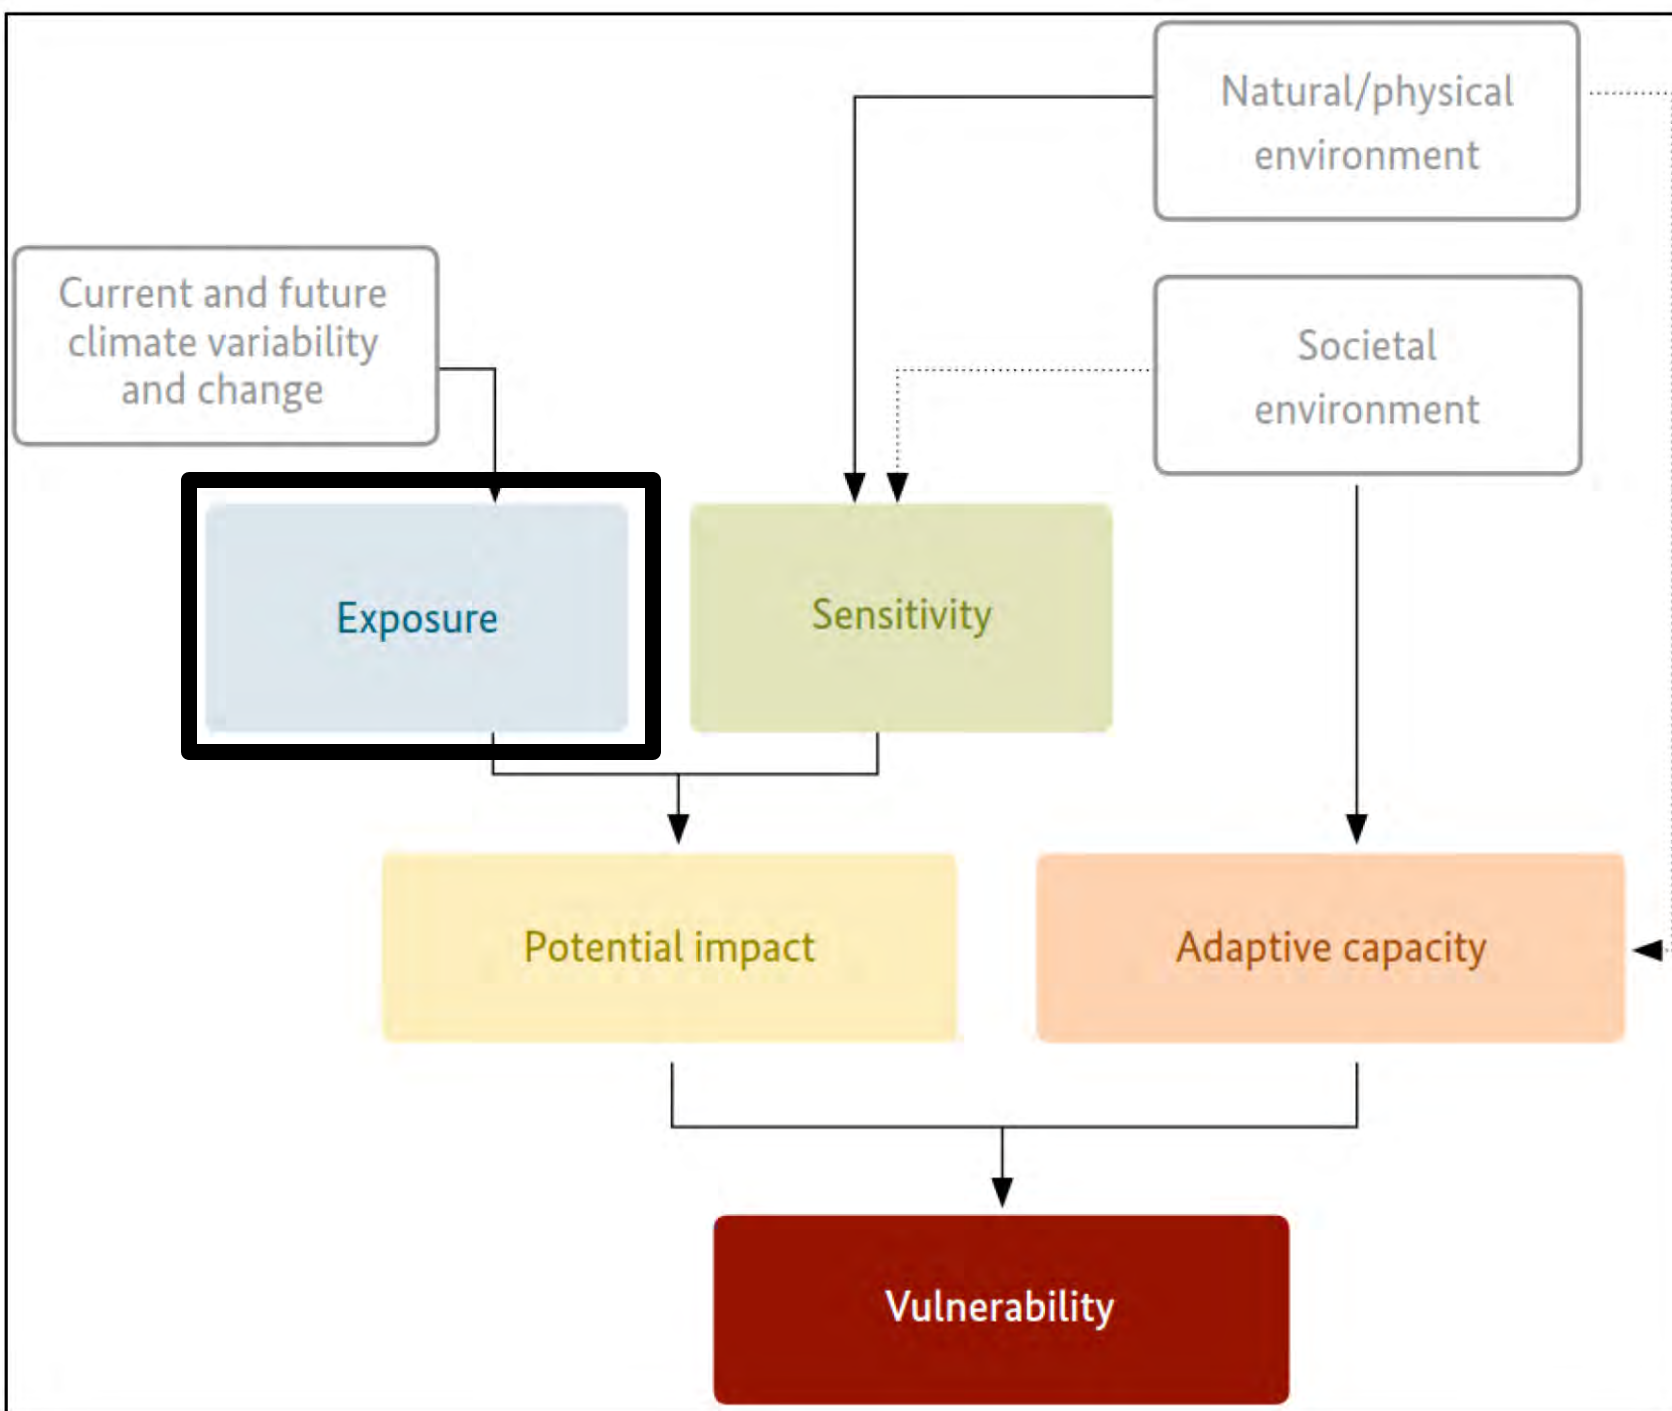 Natural/physical
environment
Current and future
climate variability
and change
Societal
environment
Exposure
Sensitivity
Potential impact
Adaptive capacity
Vulnerability